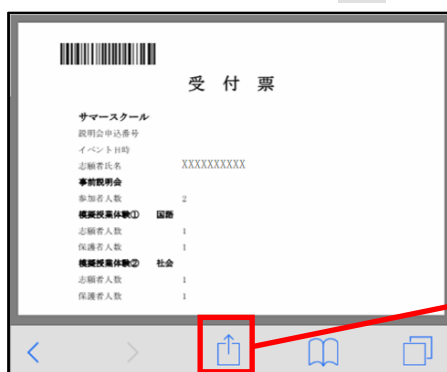 受 付 票
サマースクール
説明会申込番号
イベント日時
志願者氏名 XXXXXXXXXX
事前説明会
参加者人数 2
模擬授業体験① 国語
志願者人数 1
保護者人数 1
模擬授業体験② 社会
志願者人数 1
保護者人数 1